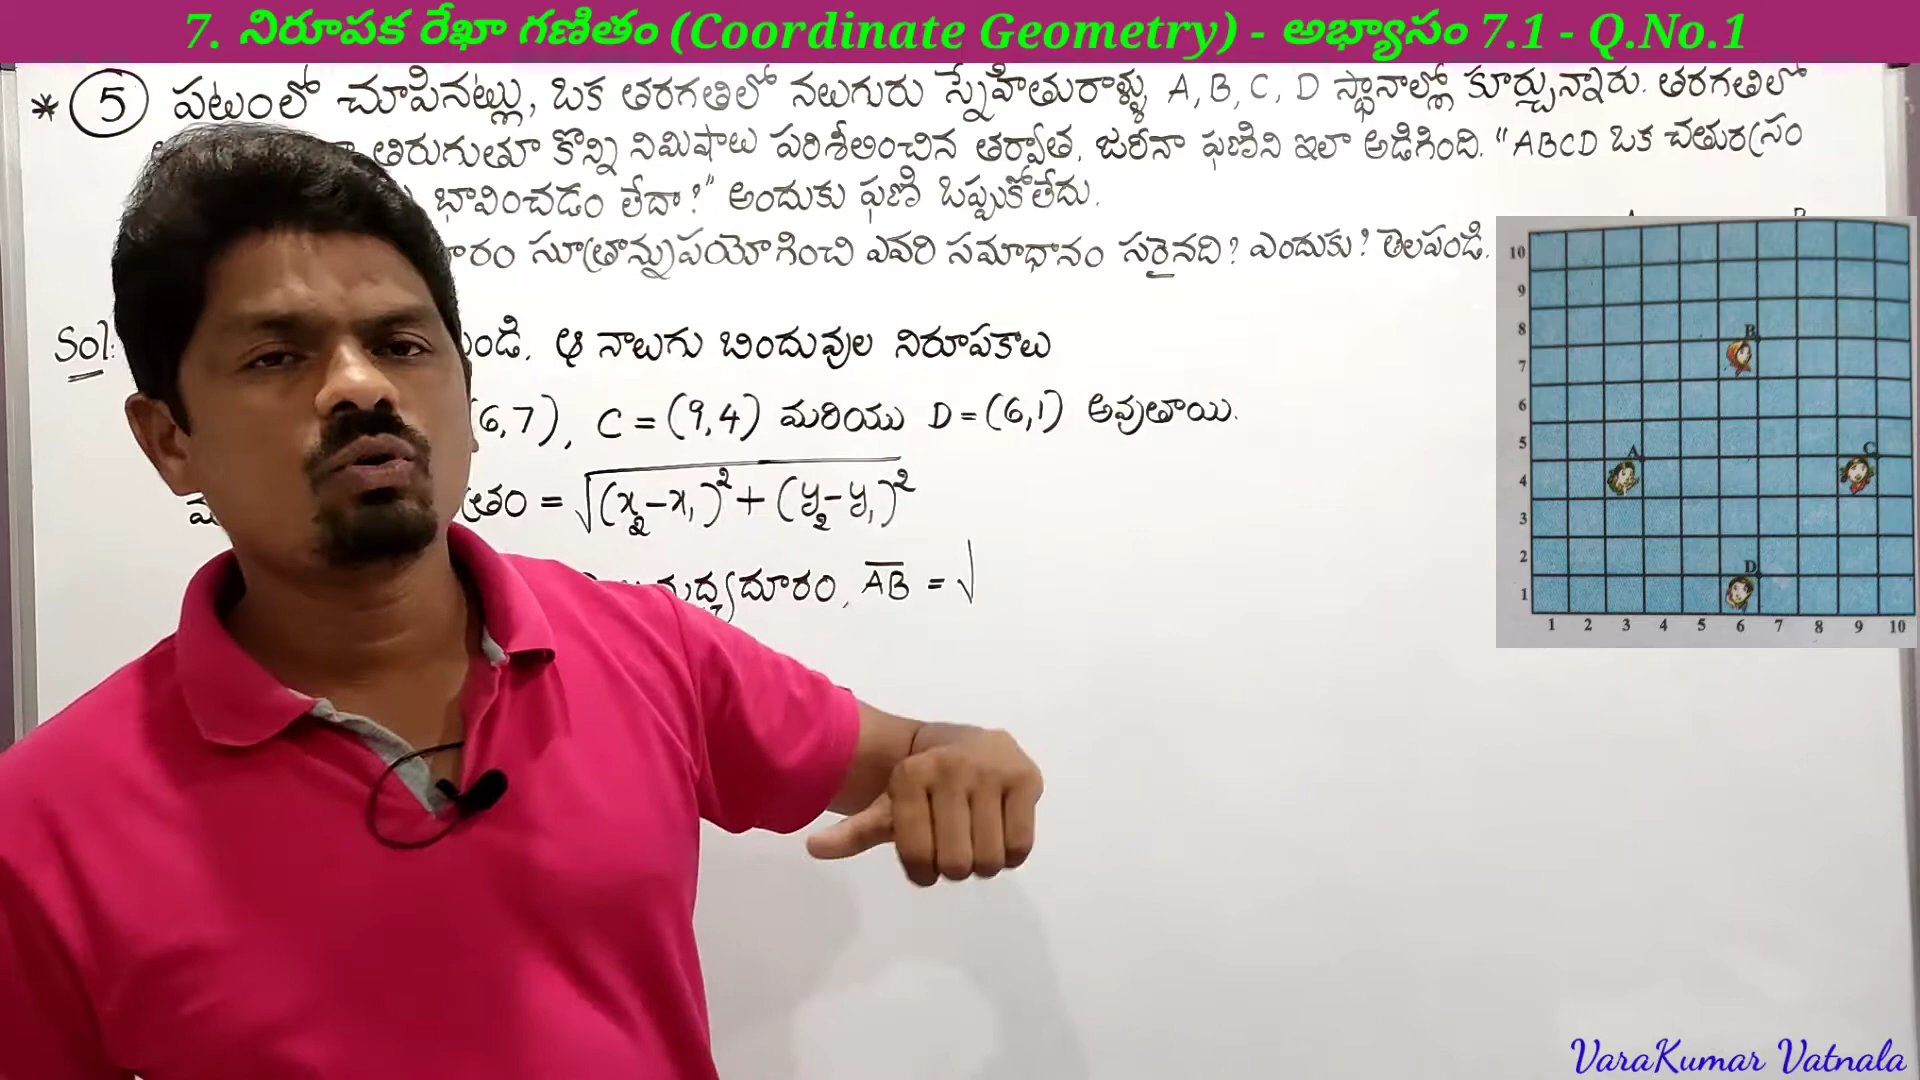 7. నిరూపక రేఖా గణితం (Coordinate Geometry) - అభ్యాసం 7.1 - Q.No.1
* 5 పటంలో చూపినట్లు, ఒక తరగతిలో నలుగురు స్నేహితురాళ్ళు A, B, C, D స్థానాల్లో కూర్చున్నారు. తరగతిలో
తిరుగుతూ కొన్ని నిమిషాలు పరిశీలించిన తర్వాత, జరీనా ఫణిని ఇలా అడిగింది. "ABCD ఒక చతురస్రం
భావించడం లేదా?" అందుకు ఫణి ఒప్పుకోలేదు.
సూత్రాన్నుపయోగించి ఎవరి సమాధానం సరైనది? ఎందుకు? తెలపండి.
Sol: ఆ నాలుగు బిందువుల నిరూపకాలు
(6,7), C = (9,4) మరియు D = (6,1) అవుతాయి.
= √(x₂-x₁)² + (y₂-y₁)²
మధ్యదూరం, AB = √
10
9
8 B
7
6
5 A C
4
3
2 D
1
1 2 3 4 5 6 7 8 9 10
VaraKumar Vatnala